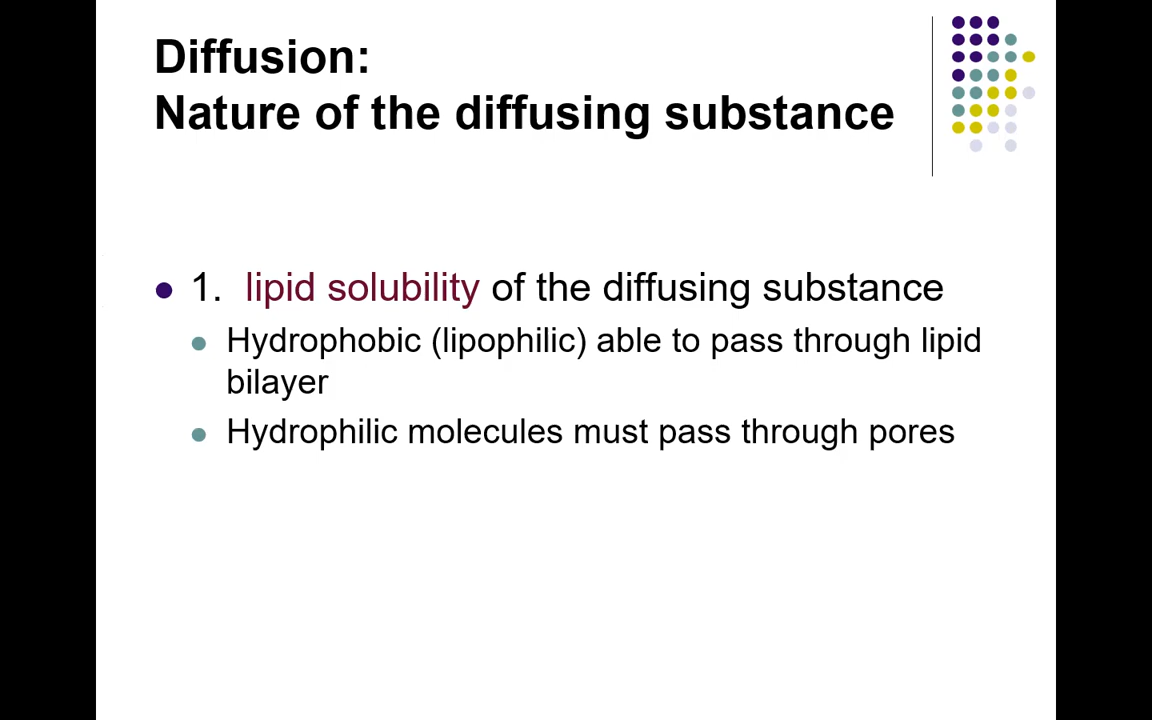 Diffusion:
Nature of the diffusing substance
1. lipid solubility of the diffusing substance
Hydrophobic (lipophilic) able to pass through lipid
bilayer
Hydrophilic molecules must pass through pores